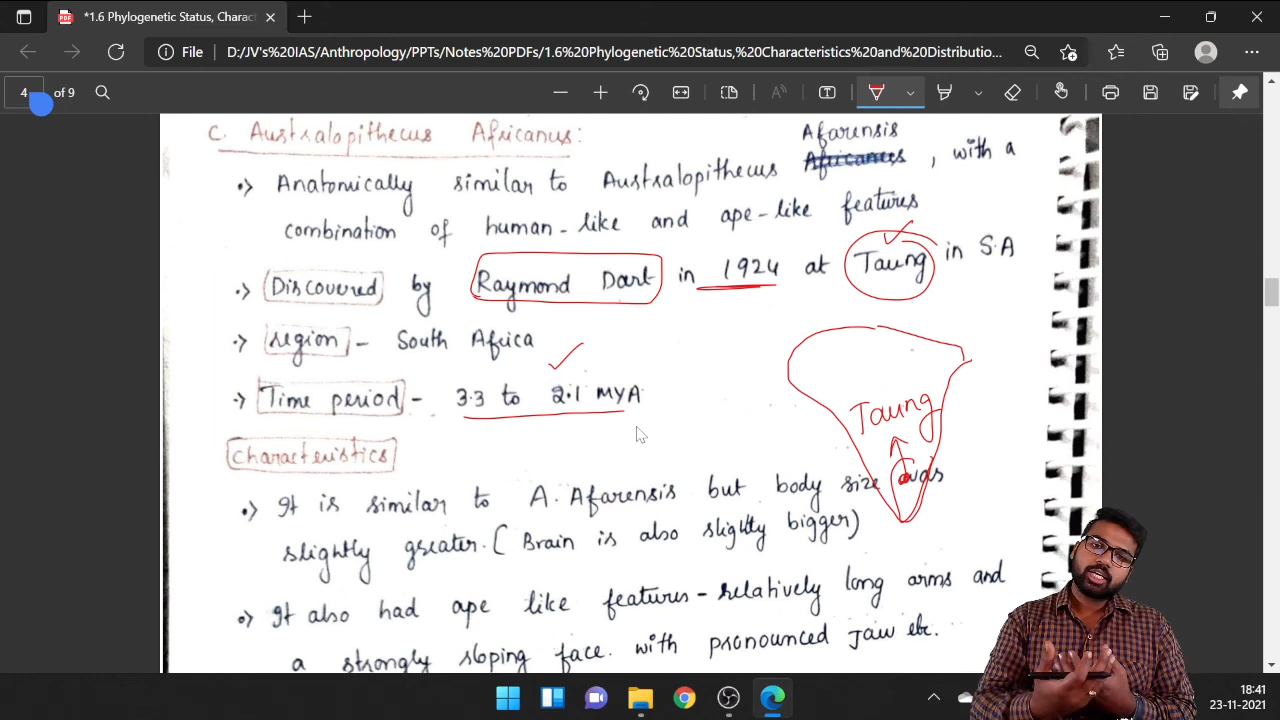 *1.6 Phylogenetic Status, Charact
File
D:/JV's%20IAS/Anthropology/PPTs/Notes%20PDFs/1.6%20Phylogenetic%20Status,%20Characteristics%20and%20Distributio...
4 of 9
C. Australopithecus Africanus:
Afarensis
•> Anatomically similar to Australopithecus Africanus, with a
combination of human-like and ape-like features
•> Discovered by Raymond Dart in 1924 at Taung in S.A
•> region - South Africa
•> Time period - 3.3 to 2.1 MYA
Taung
Characteristics
•> It is similar to A. Afarensis but body size was
slightly greater. ( Brain is also slightly bigger)
•> It also had ape like features - relatively long arms and
a strongly sloping face. with pronounced jaw etc.
18:41
23-11-2021